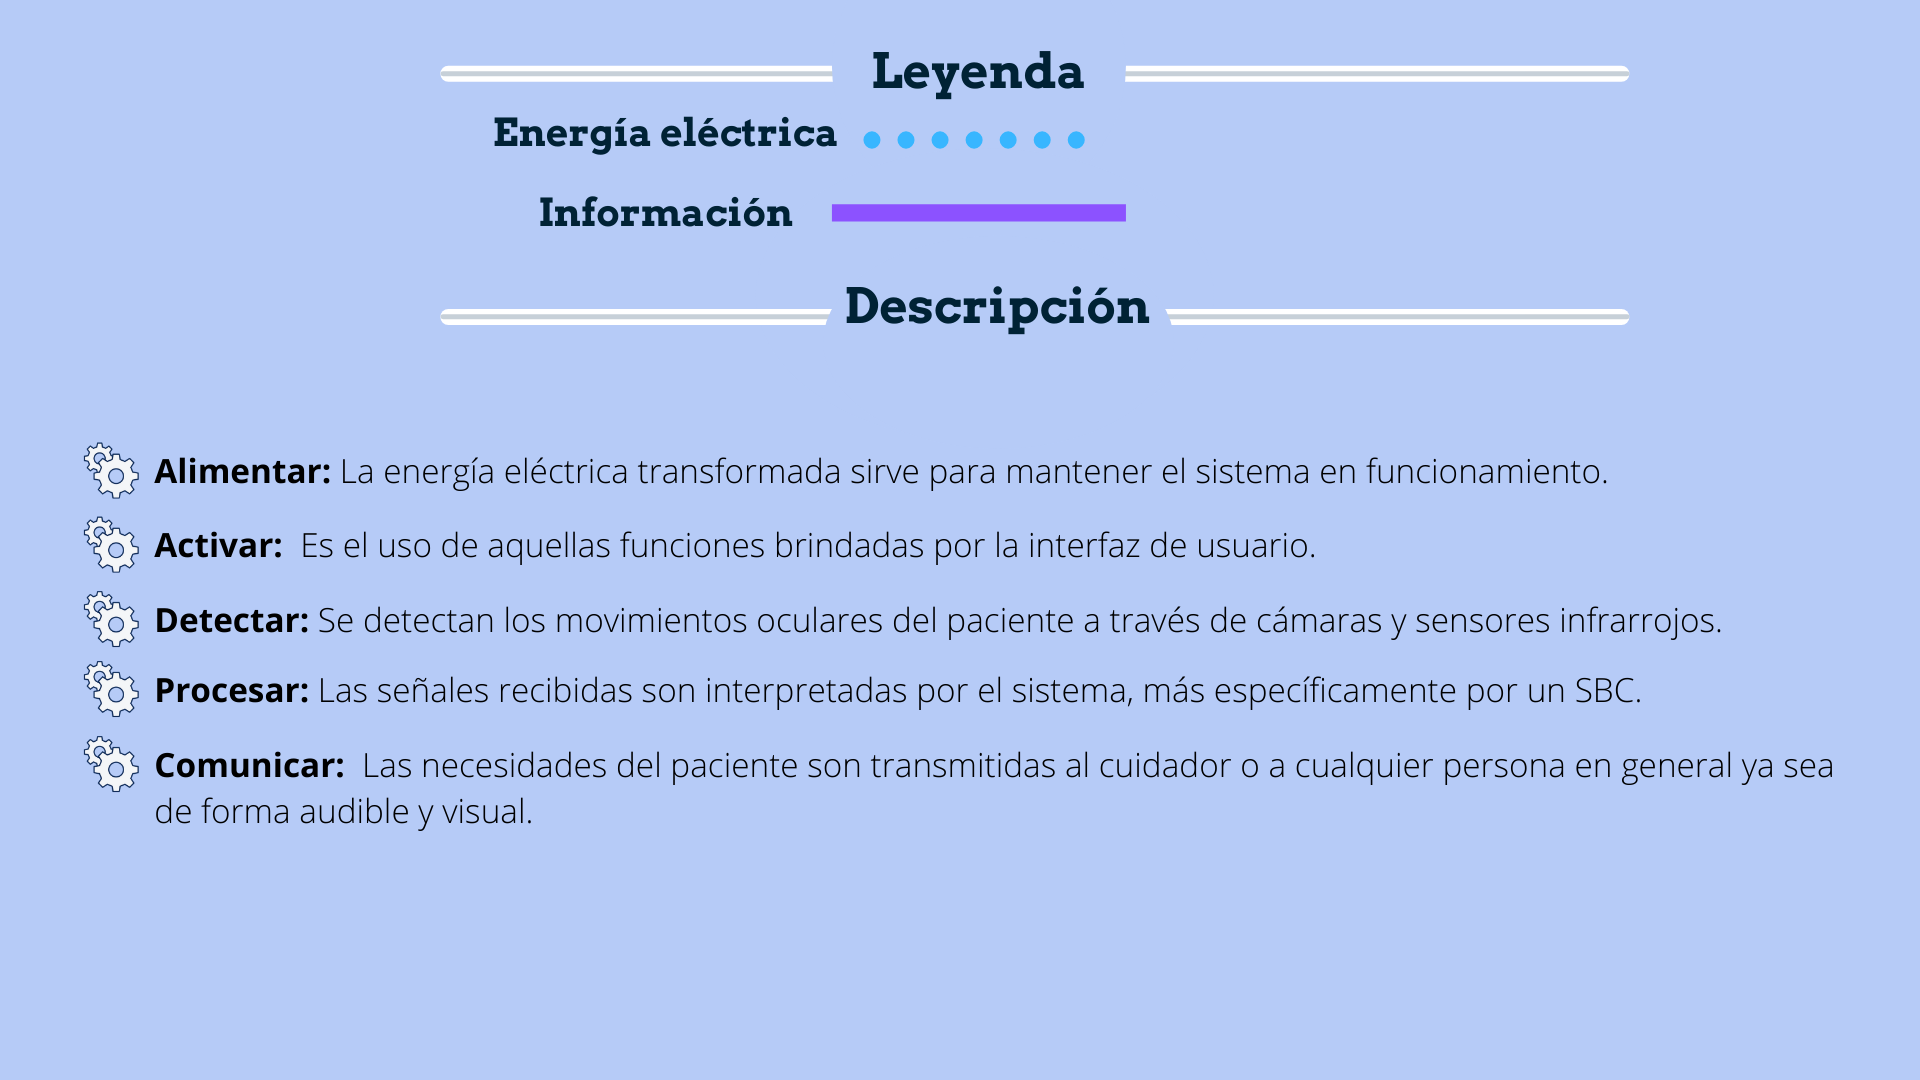 Leyenda
Energía eléctrica
Información
Descripción
Alimentar: La energía eléctrica transformada sirve para mantener el sistema en funcionamiento.
Activar: Es el uso de aquellas funciones brindadas por la interfaz de usuario.
Detectar: Se detectan los movimientos oculares del paciente a través de cámaras y sensores infrarrojos.
Procesar: Las señales recibidas son interpretadas por el sistema, más específicamente por un SBC.
Comunicar: Las necesidades del paciente son transmitidas al cuidador o a cualquier persona en general ya sea
de forma audible y visual.